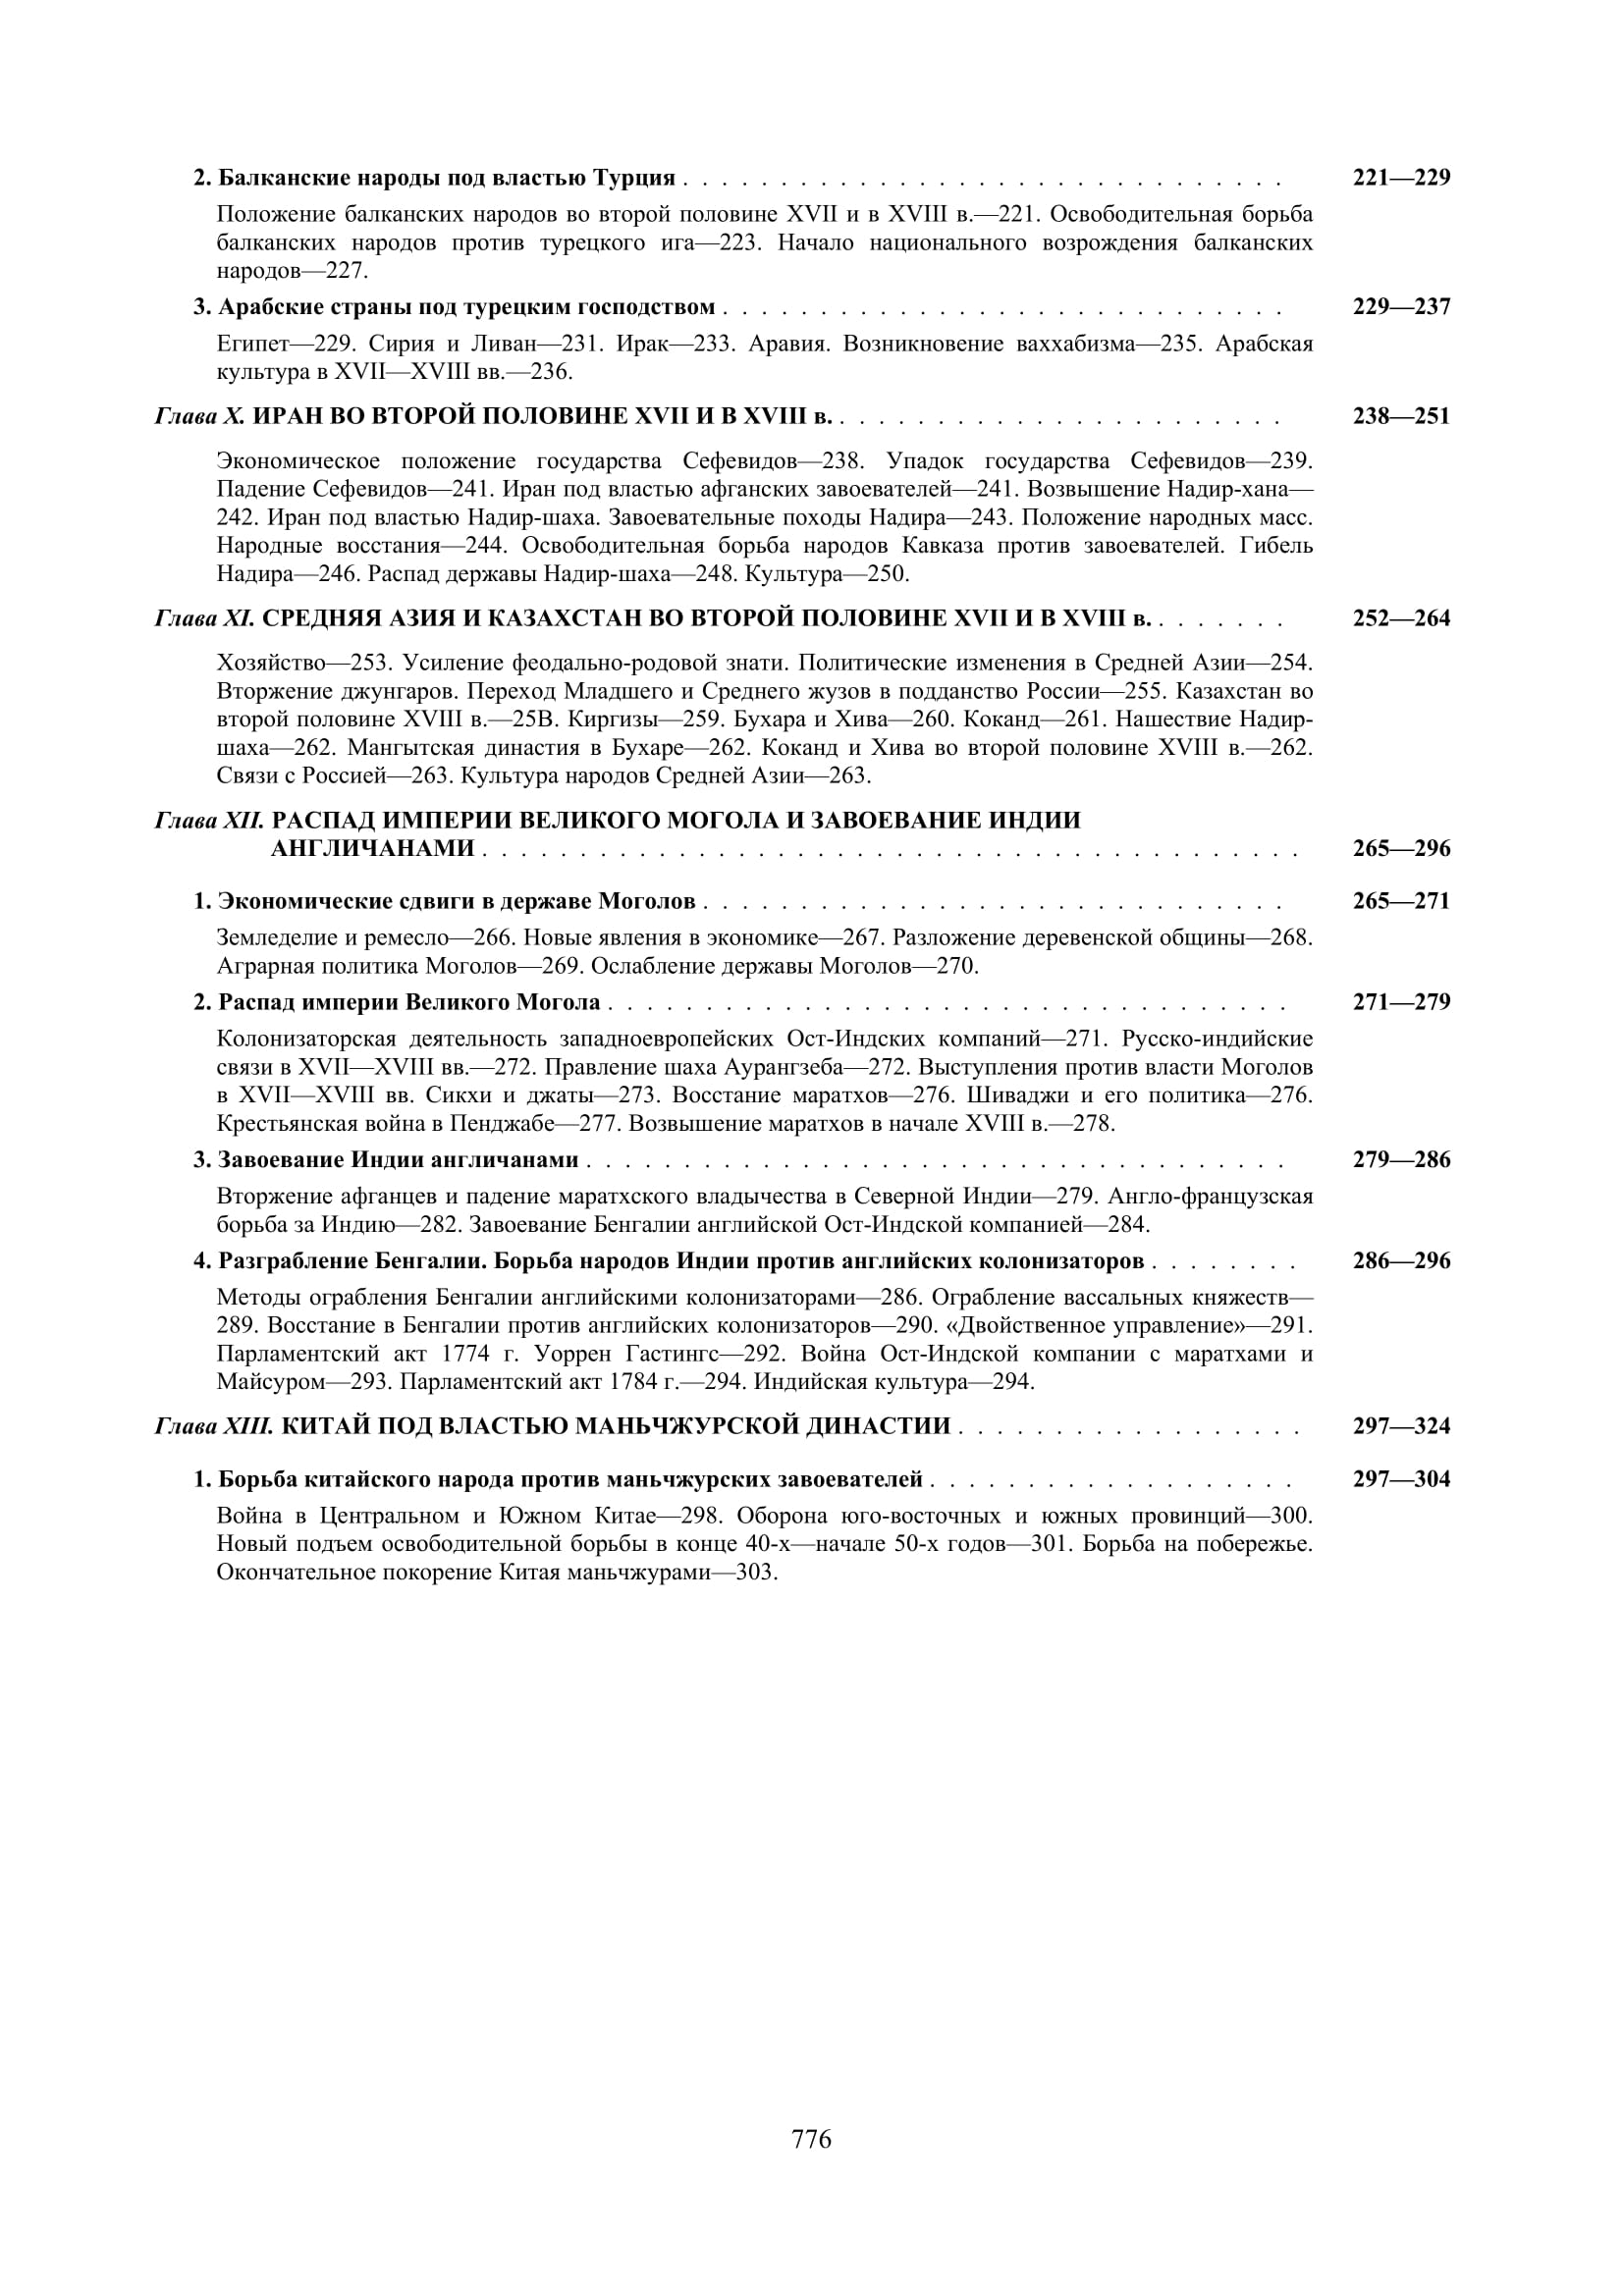 2. Балканские народы под властью Турция . . . . . . . . . . . . . . . . . . . . . . . . . . . . . . . 221—229
Положение балканских народов во второй половине XVII и в XVIII в.—221. Освободительная борьба
балканских народов против турецкого ига—223. Начало национального возрождения балканских
народов—227.
3. Арабские страны под турецким господством . . . . . . . . . . . . . . . . . . . . . . . . . . . . . 229—237
Египет—229. Сирия и Ливан—231. Ирак—233. Аравия. Возникновение ваххабизма—235. Арабская
культура в XVII—XVIII вв.—236.
Глава X. ИРАН ВО ВТОРОЙ ПОЛОВИНЕ XVII И В XVIII в. . . . . . . . . . . . . . . . . . . . . . . . 238—251
Экономическое положение государства Сефевидов—238. Упадок государства Сефевидов—239.
Падение Сефевидов—241. Иран под властью афганских завоевателей—241. Возвышение Надир-хана—
242. Иран под властью Надир-шаха. Завоевательные походы Надира—243. Положение народных масс.
Народные восстания—244. Освободительная борьба народов Кавказа против завоевателей. Гибель
Надира—246. Распад державы Надир-шаха—248. Культура—250.
Глава XI. СРЕДНЯЯ АЗИЯ И КАЗАХСТАН ВО ВТОРОЙ ПОЛОВИНЕ XVII И В XVIII в. . . . . . . . 252—264
Хозяйство—253. Усиление феодально-родовой знати. Политические изменения в Средней Азии—254.
Вторжение джунгаров. Переход Младшего и Среднего жузов в подданство России—255. Казахстан во
второй половине XVIII в.—25В. Киргизы—259. Бухара и Хива—260. Коканд—261. Нашествие Надир-
шаха—262. Мангытская династия в Бухаре—262. Коканд и Хива во второй половине XVIII в.—262.
Связи с Россией—263. Культура народов Средней Азии—263.
Глава XII. РАСПАД ИМПЕРИИ ВЕЛИКОГО МОГОЛА И ЗАВОЕВАНИЕ ИНДИИ
АНГЛИЧАНАМИ . . . . . . . . . . . . . . . . . . . . . . . . . . . . . . . . . . . . . . . . . . 265—296
1. Экономические сдвиги в державе Моголов . . . . . . . . . . . . . . . . . . . . . . . . . . . . . . 265—271
Земледелие и ремесло—266. Новые явления в экономике—267. Разложение деревенской общины—268.
Аграрная политика Моголов—269. Ослабление державы Моголов—270.
2. Распад империи Великого Могола . . . . . . . . . . . . . . . . . . . . . . . . . . . . . . . . . . . 271—279
Колонизаторская деятельность западноевропейских Ост-Индских компаний—271. Русско-индийские
связи в XVII—XVIII вв.—272. Правление шаха Аурангзеба—272. Выступления против власти Моголов
в XVII—XVIII вв. Сикхи и джаты—273. Восстание маратхов—276. Шиваджи и его политика—276.
Крестьянская война в Пенджабе—277. Возвышение маратхов в начале XVIII в.—278.
3. Завоевание Индии англичанами . . . . . . . . . . . . . . . . . . . . . . . . . . . . . . . . . . . . 279—286
Вторжение афганцев и падение маратхского владычества в Северной Индии—279. Англо-французская
борьба за Индию—282. Завоевание Бенгалии английской Ост-Индской компанией—284.
4. Разграбление Бенгалии. Борьба народов Индии против английских колонизаторов . . . . . . . . 286—296
Методы ограбления Бенгалии английскими колонизаторами—286. Ограбление вассальных княжеств—
289. Восстание в Бенгалии против английских колонизаторов—290. «Двойственное управление»—291.
Парламентский акт 1774 г. Уоррен Гастингс—292. Война Ост-Индской компании с маратхами и
Майсуром—293. Парламентский акт 1784 г.—294. Индийская культура—294.
Глава XIII. КИТАЙ ПОД ВЛАСТЬЮ МАНЬЧЖУРСКОЙ ДИНАСТИИ . . . . . . . . . . . . . . . . . . 297—324
1. Борьба китайского народа против маньчжурских завоевателей . . . . . . . . . . . . . . . . . . . 297—304
Война в Центральном и Южном Китае—298. Оборона юго-восточных и южных провинций—300.
Новый подъем освободительной борьбы в конце 40-х—начале 50-х годов—301. Борьба на побережье.
Окончательное покорение Китая маньчжурами—303.
776